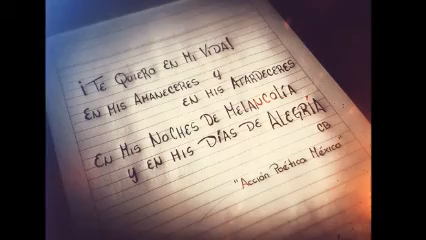 ¡TE QUIERO EN MI VIDA!
EN MIS AMANECERES Y
EN MIS ATARDECERES
EN MIS NOCHES DE MELANCOLÍA
Y EN MIS DÍAS DE ALEGRÍA
CB
"Acción Poética México"